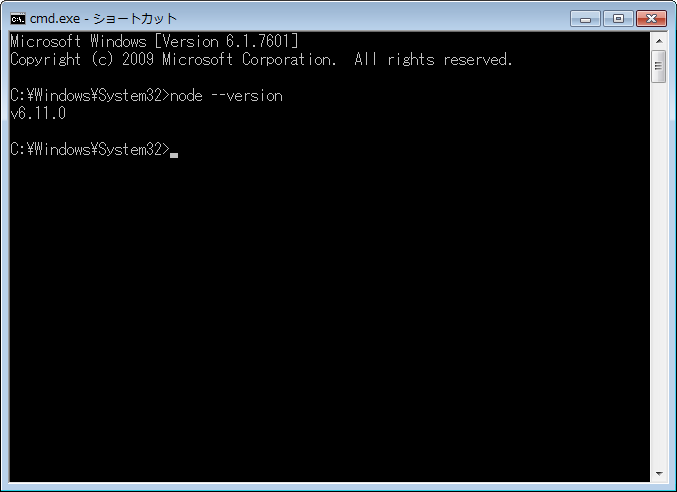 cmd.exe - ショートカット
Microsoft Windows [Version 6.1.7601]
Copyright (c) 2009 Microsoft Corporation.  All rights reserved.
C:¥Windows¥System32>node --version
v6.11.0
C:¥Windows¥System32>